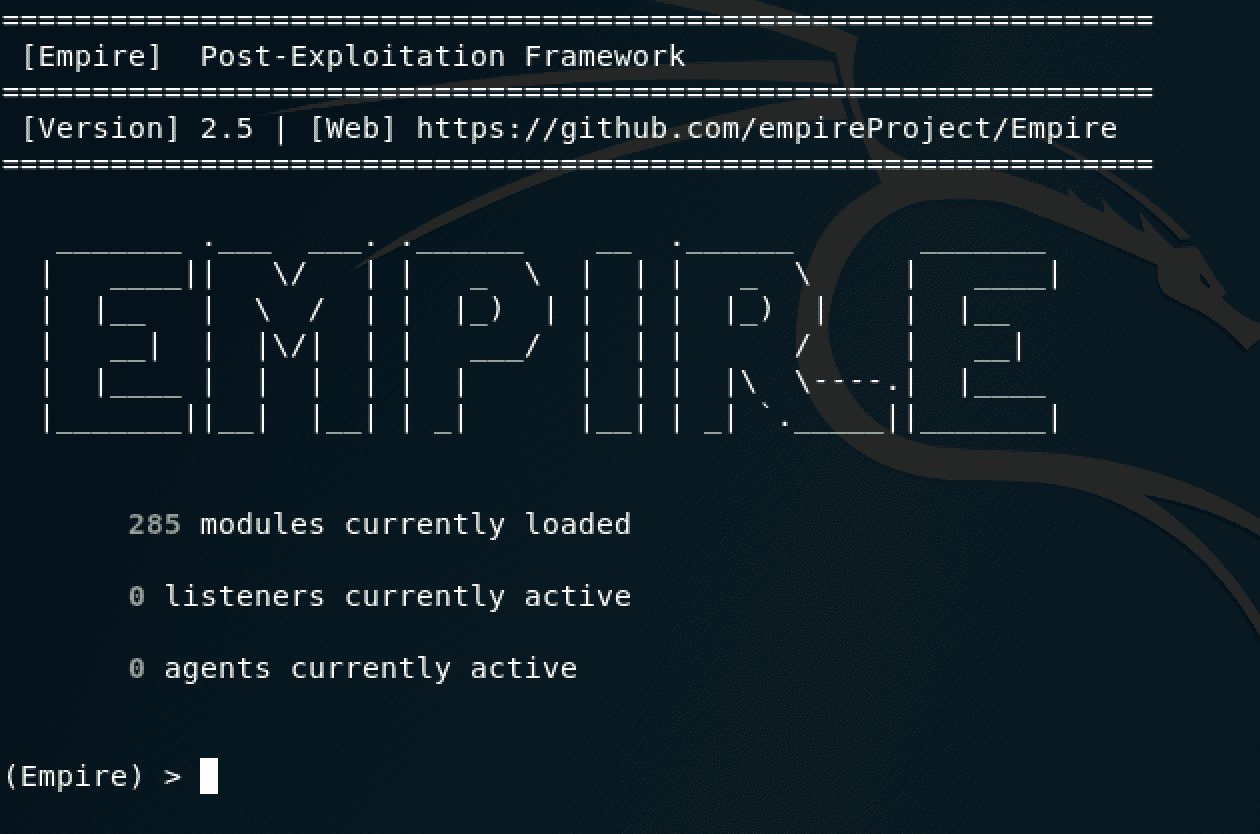 ================================================================
[Empire]  Post-Exploitation Framework
================================================================
[Version] 2.5 | [Web] https://github.com/empireProject/Empire
================================================================
EMPIRE
285 modules currently loaded
0 listeners currently active
0 agents currently active
(Empire) >